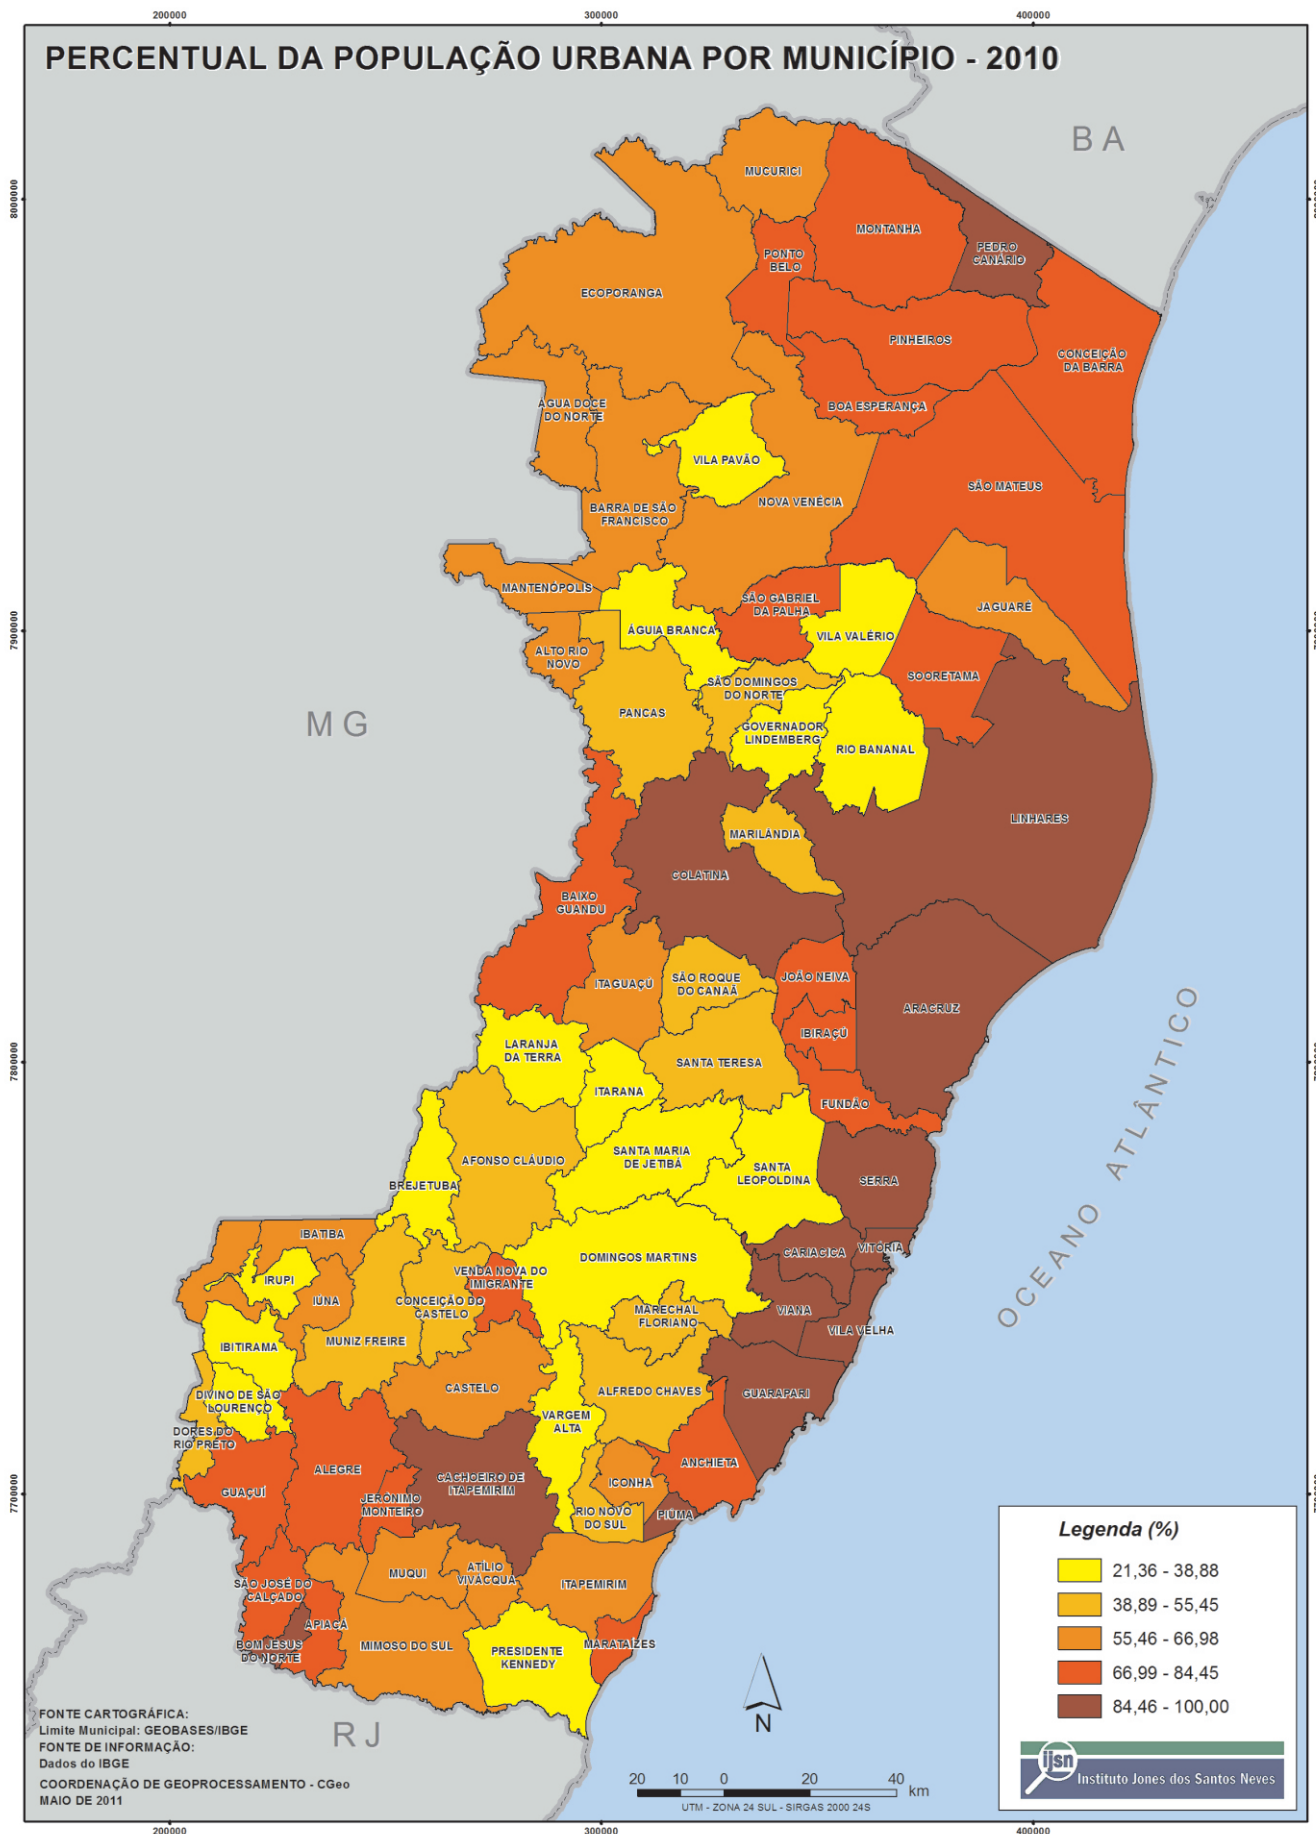 200000
300000
400000
PERCENTUAL DA POPULAÇÃO URBANA POR MUNICÍPIO - 2010
BA
8000000
MUCURICI
MONTANHA
PEDRO
CANÁRIO
PONTO
BELO
ECOPORANGA
PINHEIROS
CONCEIÇÃO
DA BARRA
ÁGUA DOCE
DO NORTE
BOA ESPERANÇA
VILA PAVÃO
SÃO MATEUS
NOVA VENÉCIA
BARRA DE SÃO
FRANCISCO
MANTENÓPOLIS
SÃO GABRIEL
DA PALHA
JAGUARÉ
7900000
ÁGUIA BRANCA
VILA VALÉRIO
ALTO RIO
NOVO
SOORETAMA
SÃO DOMINGOS
DO NORTE
PANCAS
MG
GOVERNADOR
LINDEMBERG
RIO BANANAL
LINHARES
MARILÂNDIA
COLATINA
BAIXO
GUANDU
ITAGUAÇÚ
SÃO ROQUE
DO CANAÃ
JOÃO NEIVA
ARACRUZ
IBIRAÇÚ
LARANJA
DA TERRA
SANTA TERESA
7800000
ITARANA
FUNDÃO
OCEANO ATLÂNTICO
SANTA MARIA
DE JETIBÁ
AFONSO CLÁUDIO
SANTA
LEOPOLDINA
BREJETUBA
SERRA
IBATIBA
VITÓRIA
CARIACICA
DOMINGOS MARTINS
VENDA NOVA DO
IMIGRANTE
IRUPI
IÚNA
CONCEIÇÃO DO
CASTELO
MARECHAL
FLORIANO
VIANA
VILA VELHA
MUNIZ FREIRE
IBITIRAMA
CASTELO
ALFREDO CHAVES
GUARAPARI
DIVINO DE SÃO
LOURENÇO
VARGEM
ALTA
DORES DO
RIO PRETO
ANCHIETA
ALEGRE
CACHOEIRO DE
ITAPEMIRIM
ICONHA
GUAÇUÍ
7700000
JERÔNIMO
MONTEIRO
RIO NOVO
DO SUL
PIÚMA
MUQUI
ATÍLIO
VIVÁCQUA
ITAPEMIRIM
SÃO JOSÉ DO
CALÇADO
APIACÁ
BOM JESUS
DO NORTE
MIMOSO DO SUL
PRESIDENTE
KENNEDY
MARATAÍZES
Legenda (%)
21,36 - 38,88
38,89 - 55,45
55,46 - 66,98
66,99 - 84,45
84,46 - 100,00
ijsn
Instituto Jones dos Santos Neves
N
RJ
FONTE CARTOGRÁFICA:
Limite Municipal: GEOBASES/IBGE
FONTE DE INFORMAÇÃO:
Dados do IBGE
COORDENAÇÃO DE GEOPROCESSAMENTO - CGeo
MAIO DE 2011
20 10 0 20 40
km
UTM - ZONA 24 SUL - SIRGAS 2000 24S
200000
300000
400000